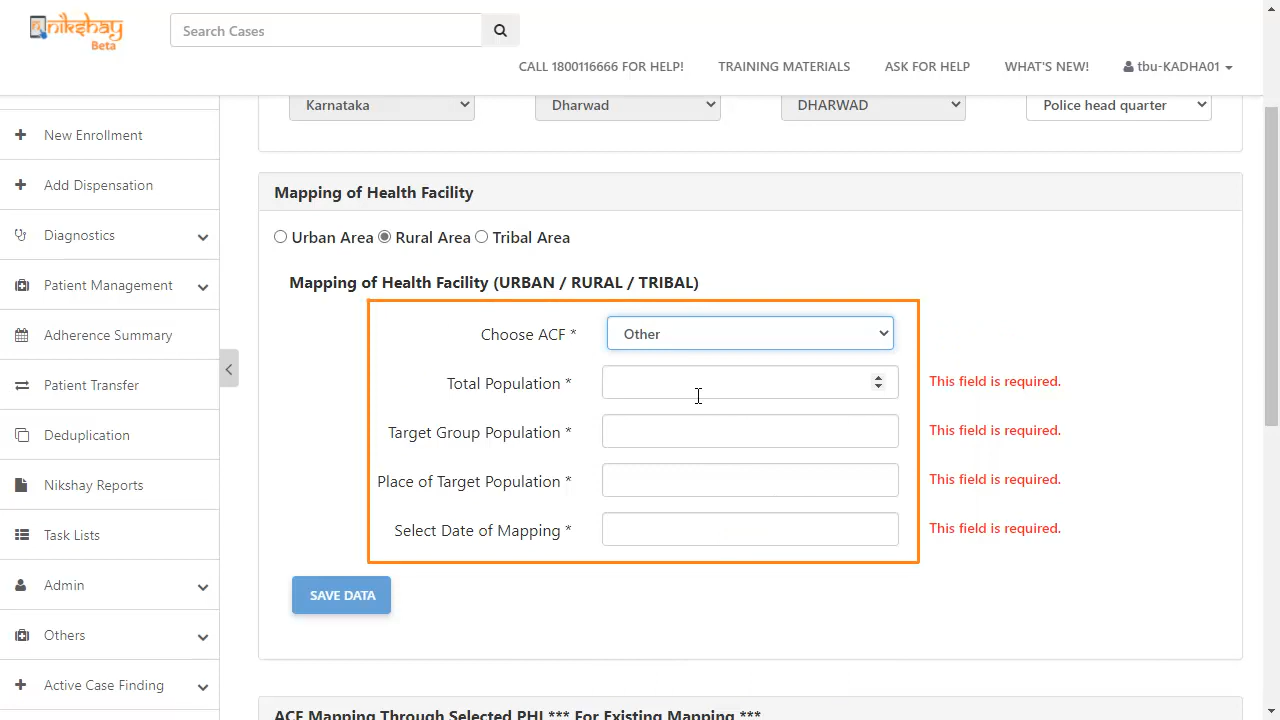 nikshay
Beta
Search Cases
CALL 1800116666 FOR HELP! TRAINING MATERIALS ASK FOR HELP WHAT'S NEW! tbu-KADHA01
Karnataka Dharwad DHARWAD Police head quarter
New Enrollment
Add Dispensation
Diagnostics
Patient Management
Adherence Summary
Patient Transfer
Deduplication
Nikshay Reports
Task Lists
Admin
Others
Active Case Finding
Mapping of Health Facility
Urban Area Rural Area Tribal Area
Mapping of Health Facility (URBAN / RURAL / TRIBAL)
Choose ACF * Other
Total Population * This field is required.
Target Group Population * This field is required.
Place of Target Population * This field is required.
Select Date of Mapping * This field is required.
SAVE DATA
ACF Mapping Through Selected PHI *** For Existing Mapping ***